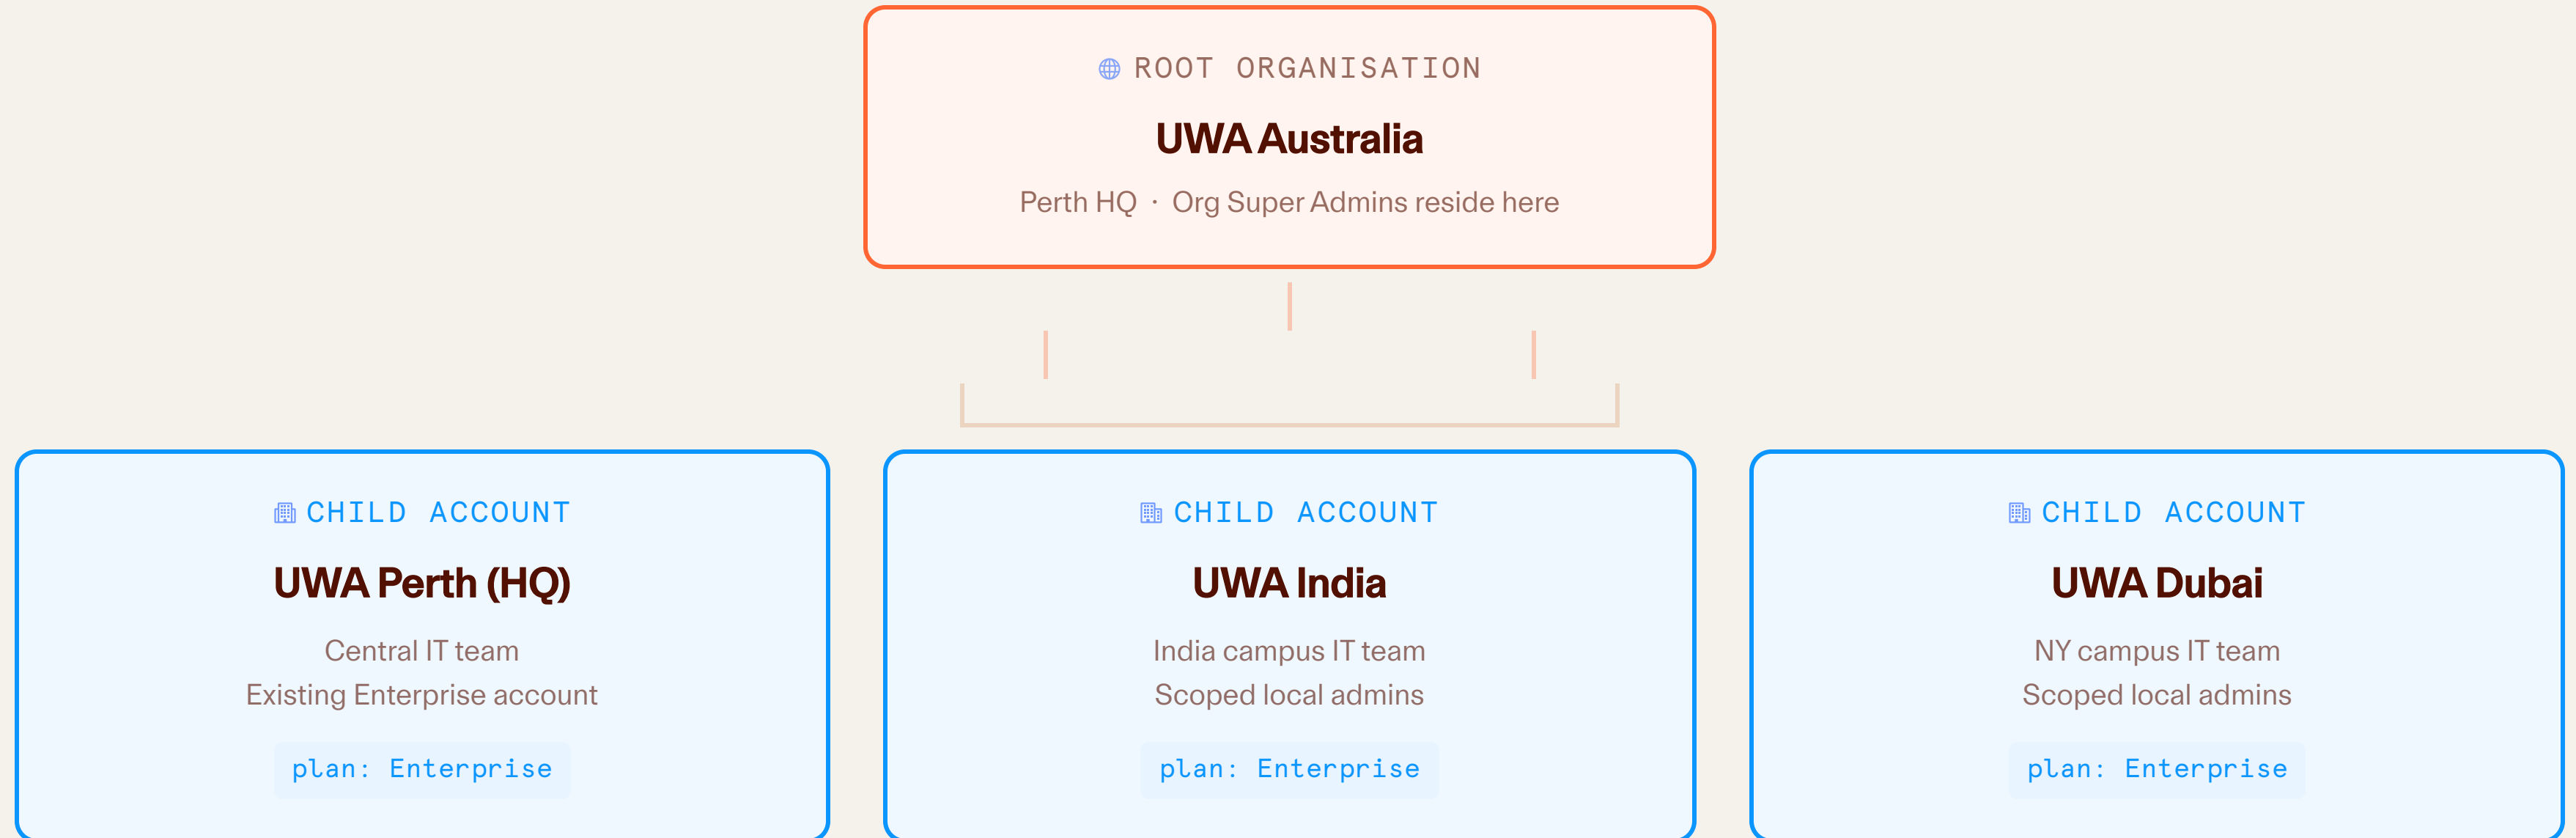 ROOT ORGANISATION
UWA Australia
Perth HQ · Org Super Admins reside here
CHILD ACCOUNT
UWA Perth (HQ)
Central IT team
Existing Enterprise account
plan: Enterprise
CHILD ACCOUNT
UWA India
India campus IT team
Scoped local admins
plan: Enterprise
CHILD ACCOUNT
UWA Dubai
NY campus IT team
Scoped local admins
plan: Enterprise